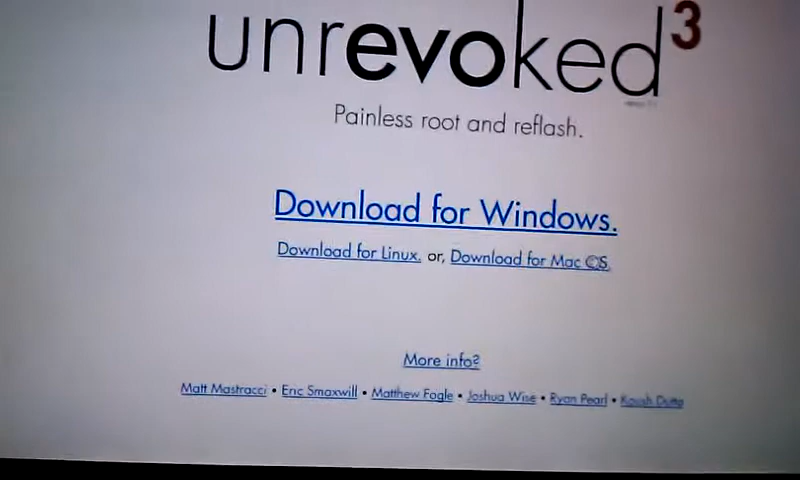 unrevoked3
Painless root and reflash.
Download for Windows.
Download for Linux, or, Download for Mac OS.
More info?
Matt Mastracci • Eric Smaxwill • Matthew Fogle • Joshua Wise • Ryan Pearl • Koush Dutta